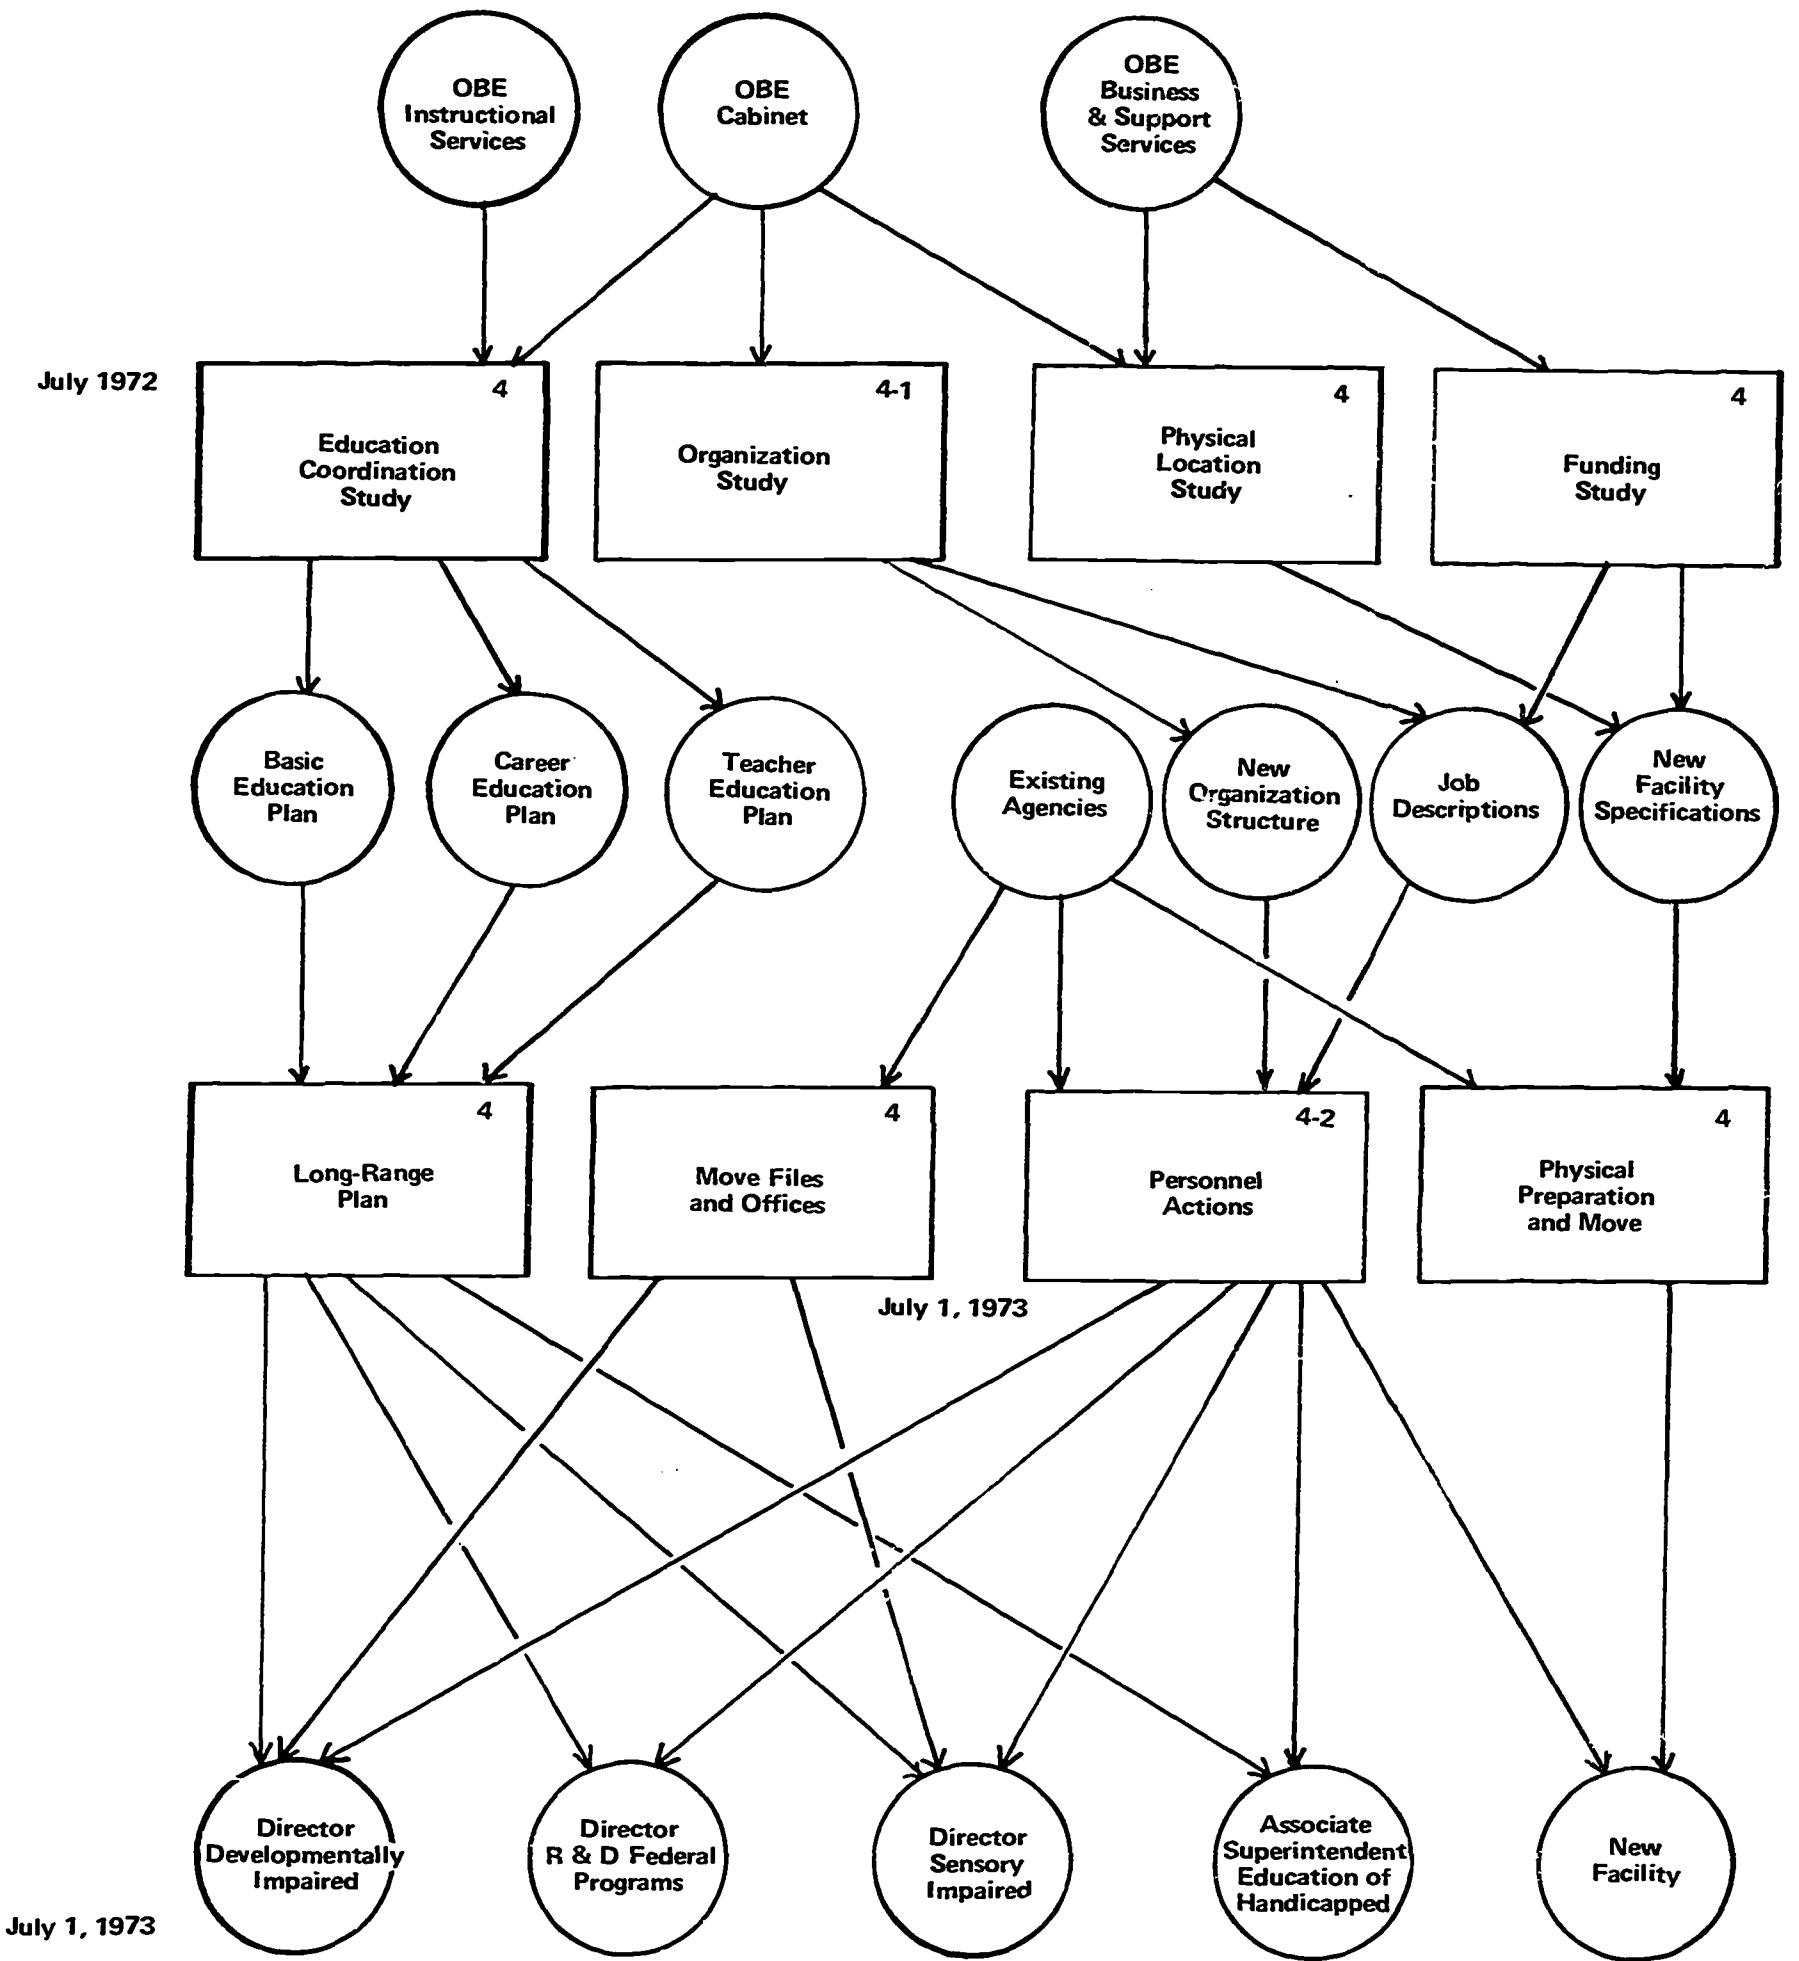 OBE
Instructional
Services
OBE
Cabinet
OBE
Business
& Support
Services
July 1972
4
Education
Coordination
Study
4-1
Organization
Study
4
Physical
Location
Study
4
Funding
Study
Basic
Education
Plan
Career
Education
Plan
Teacher
Education
Plan
Existing
Agencies
New
Organization
Structure
Job
Descriptions
New
Facility
Specifications
4
Long-Range
Plan
4
Move Files
and Offices
4-2
Personnel
Actions
4
Physical
Preparation
and Move
July 1, 1973
Director
Developmentally
Impaired
Director
R & D Federal
Programs
Director
Sensory
Impaired
Associate
Superintendent
Education of
Handicapped
New
Facility
July 1, 1973